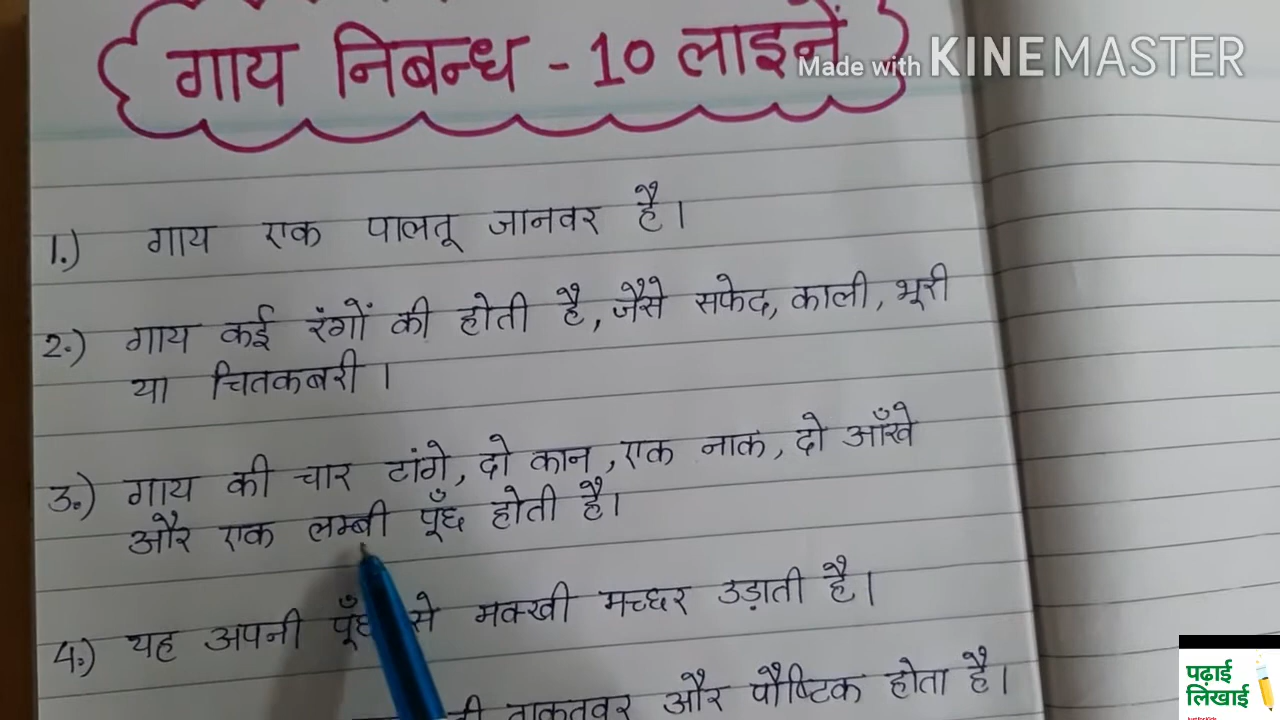 गाय निबन्ध - 10 लाइनें
Made with KINEMASTER
1.) गाय एक पालतू जानवर है।
2.) गाय कई रंगों की होती है, जैसे सफेद, काली, भूरी
या चितकबरी।
3.) गाय की चार टांगे, दो कान, एक नाक, दो आँखे
और एक लम्बी पूँछ होती है।
4.) यह अपनी पूँछ से मक्खी मच्छर उड़ाती है।
ताकतवर और पौष्टिक होता है।
पढ़ाई
लिखाई